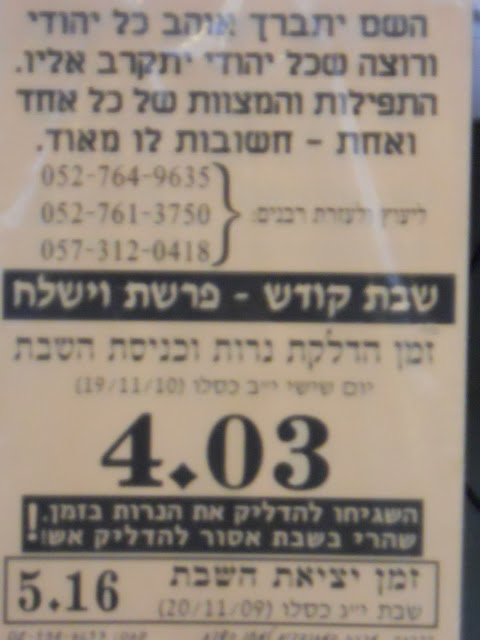 השם יתברך אוהב כל יהודי
ורוצה שכל יהודי יתקרב אליו.
התפילות והמצוות של כל אחד
ואחת - חשובות לו מאוד.
052-764-9635
052-761-3750
057-312-0418
ליעוץ ולעזרת רבנים:
שבת קודש - פרשת וישלח
זמן הדלקת נרות וכניסת השבת
יום שישי י"ב כסלו (19/11/10)
4.03
השגיחו להדליק את הנרות בזמן,
שהרי בשבת אסור להדליק אש!
זמן יציאת השבת
5.16
שבת י"ג כסלו (20/11/09)